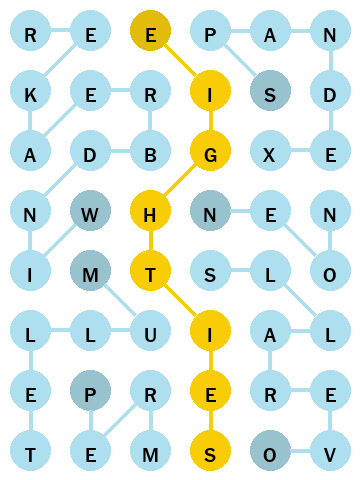 R E E P A N
K E R I S D
A D B G X E
N W H N E N
I M T S L O
L L U I A L
E P R E R E
T E M S O V